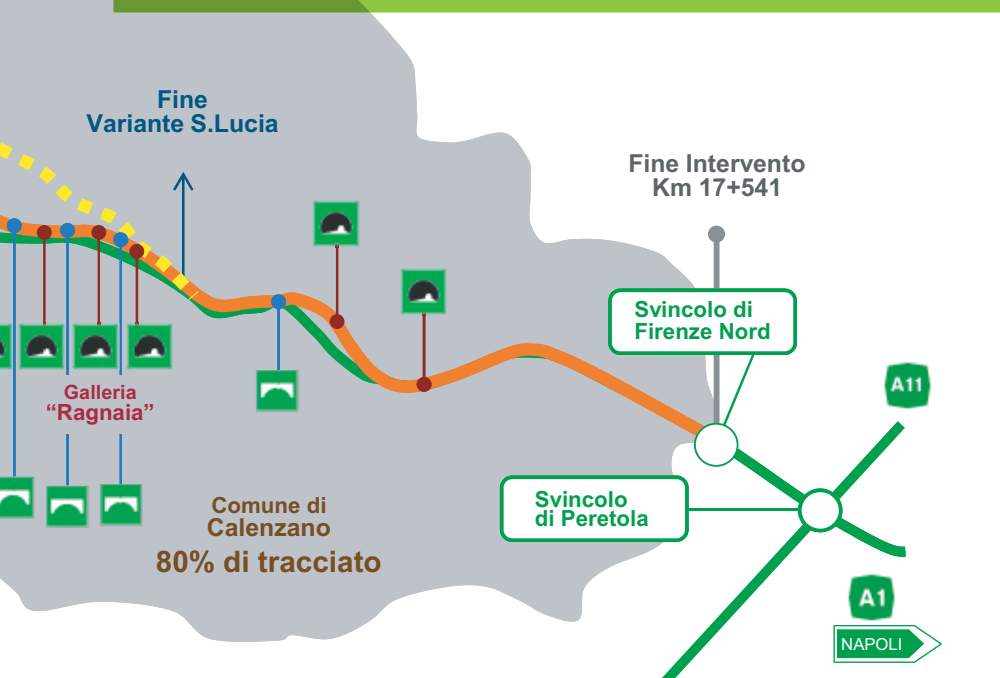 Fine
Variante S.Lucia
Fine Intervento
Km 17+541
Svincolo di
Firenze Nord
A11
Galleria
“Ragnaia”
Svincolo
di Peretola
Comune di
Calenzano
80% di tracciato
A1
NAPOLI